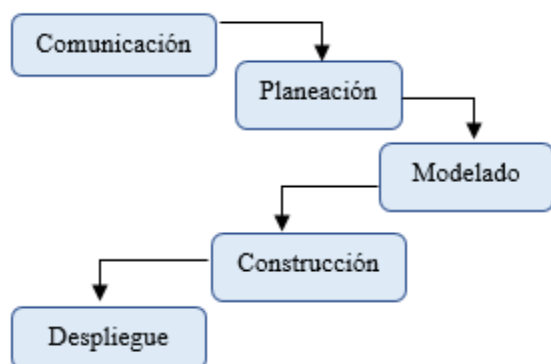 Comunicación
Planeación
Modelado
Construcción
Despliegue